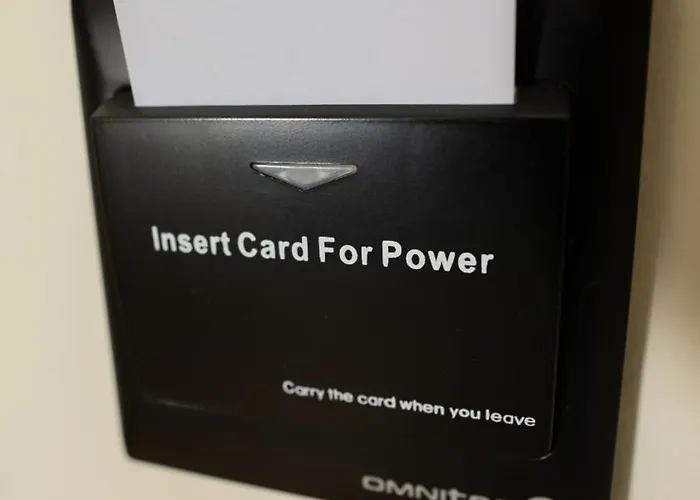 Insert Card For Power
Carry the card when you leave